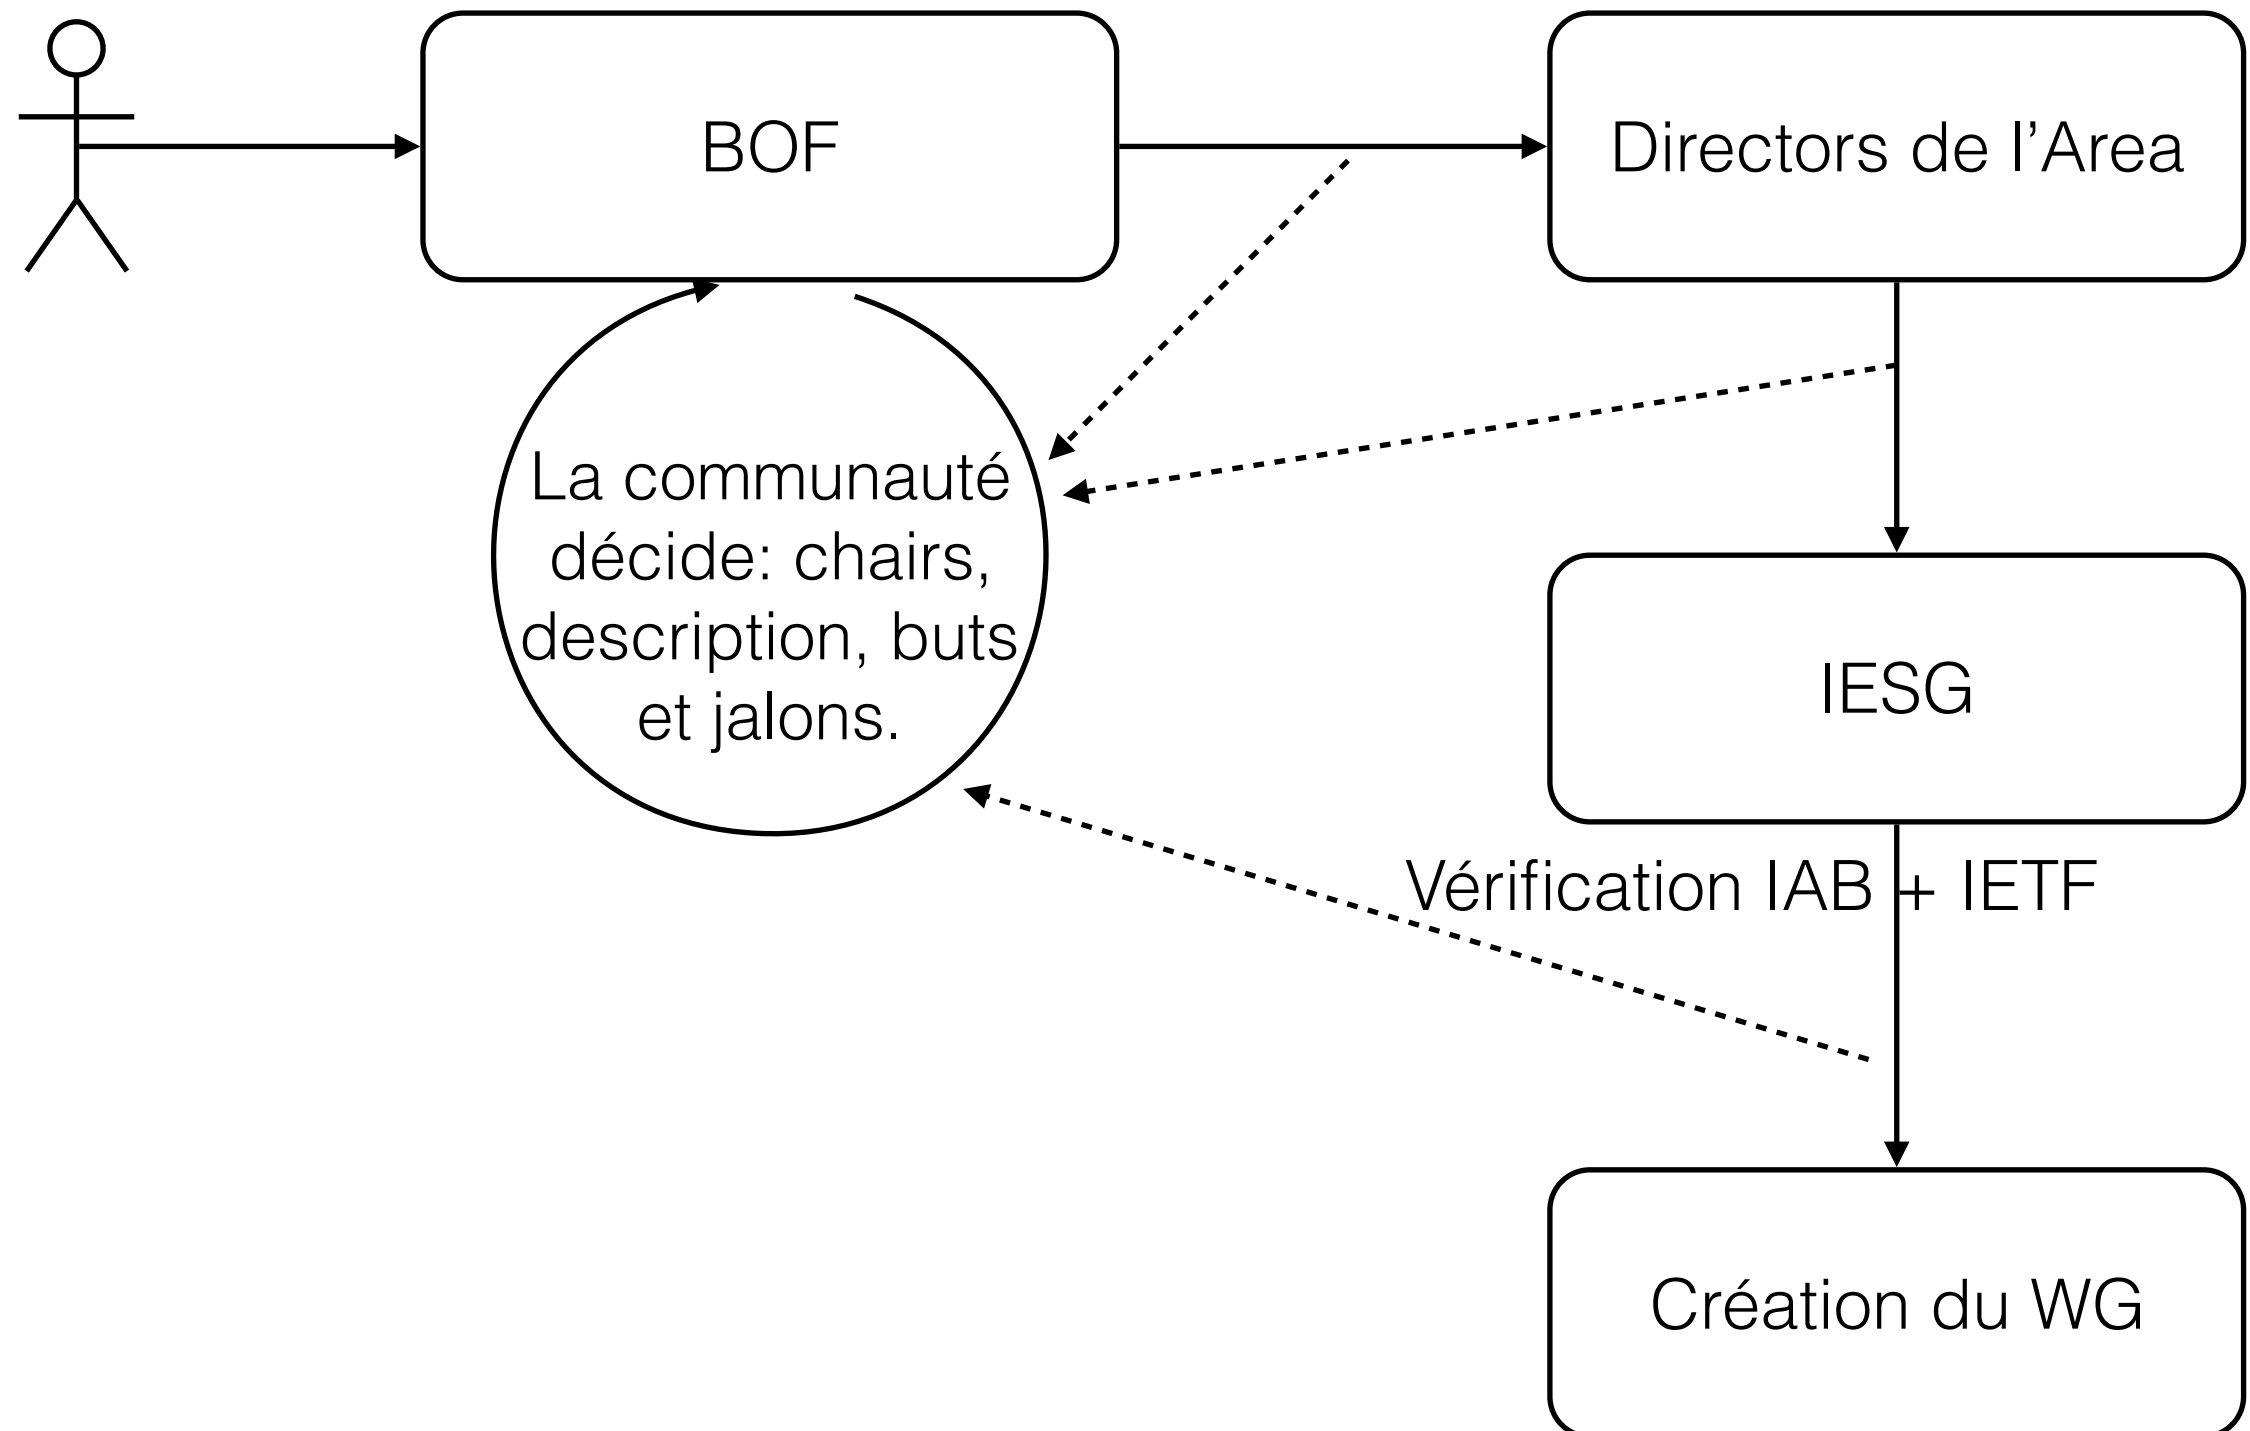 BOF
Directors de l’Area
La communauté
décide: chairs,
description, buts
et jalons.
IESG
Vérification IAB + IETF
Création du WG